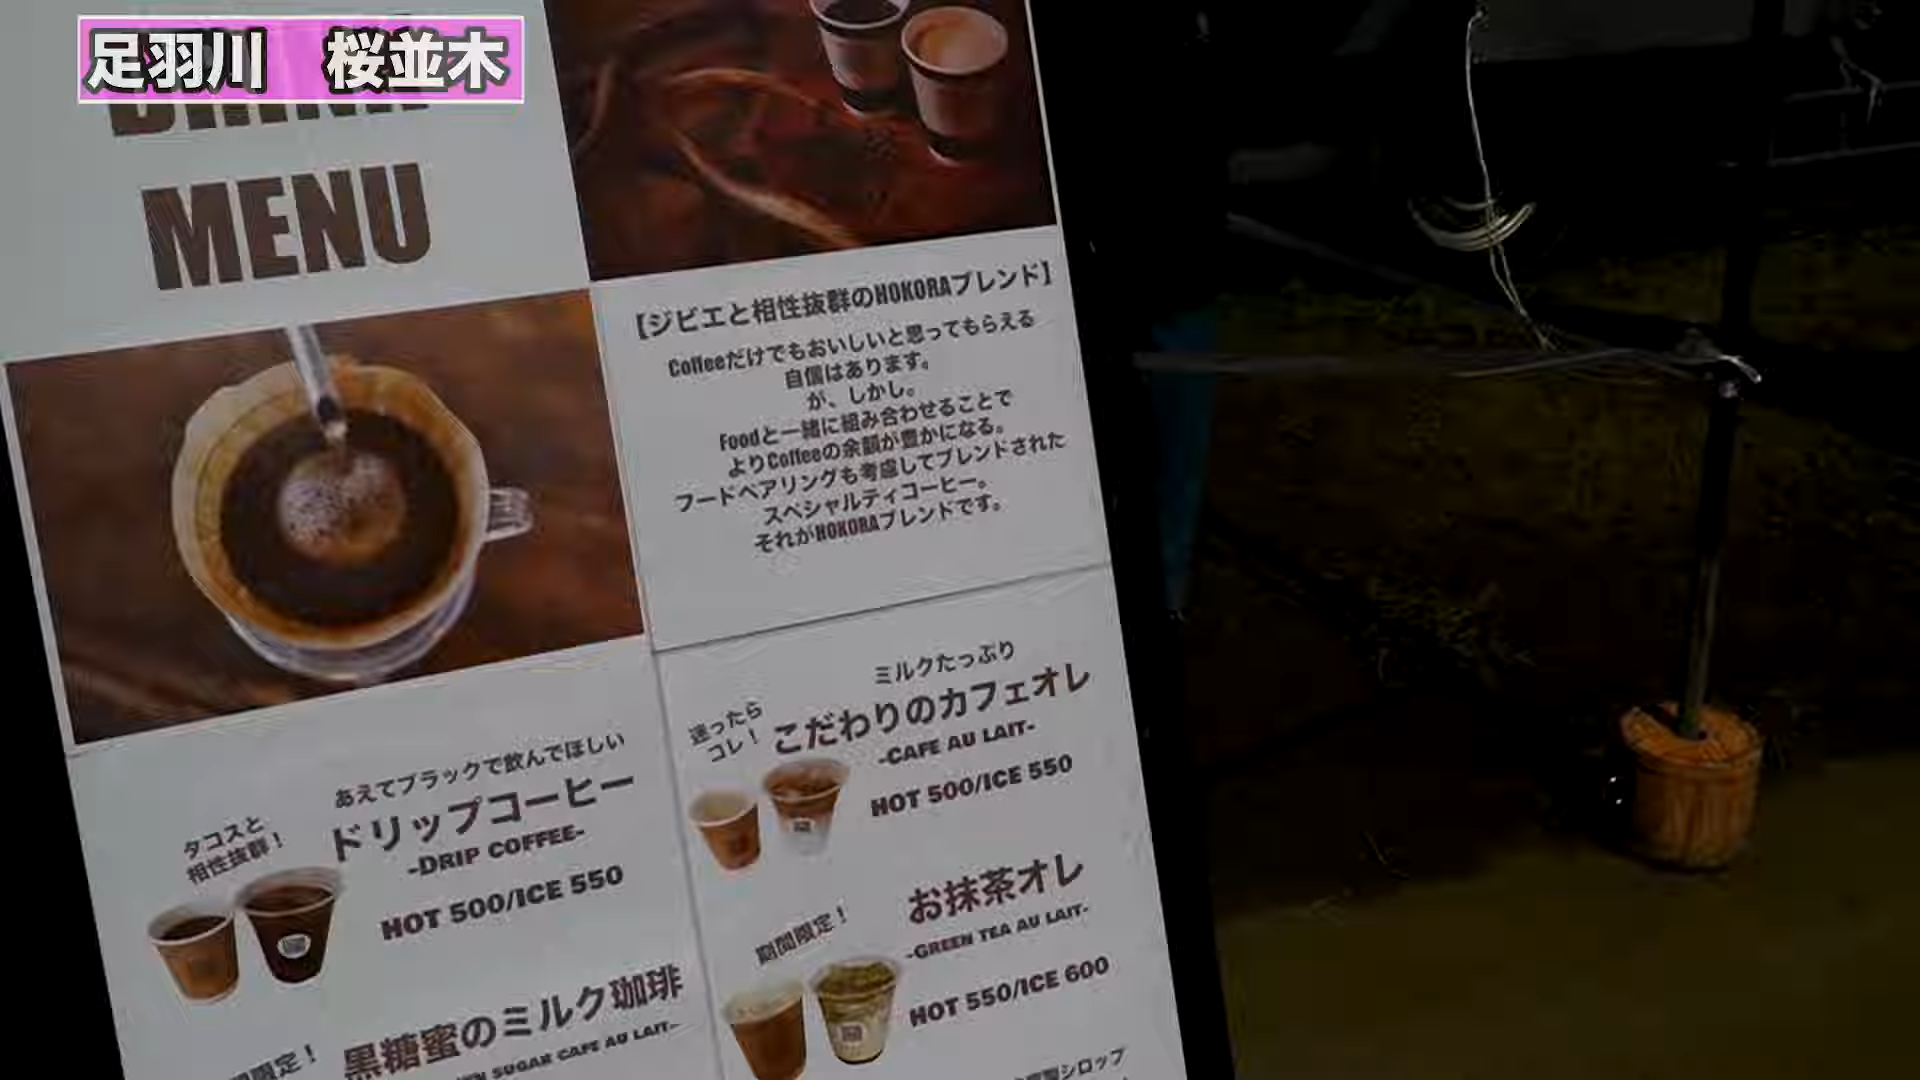 足羽川　桜並木
DRINK
MENU
【ジビエと相性抜群のHOKORAブレンド】
Coffeeだけでもおいしいと思ってもらえる
自信はあります。
が、しかし。
Foodと一緒に組み合わせることで
よりCoffeeの余韻が豊かになる。
フードペアリングも考慮してブレンドされた
スペシャルティコーヒー。
それがHOKORAブレンドです。
あえてブラックで飲んでほしい
タコスと
相性抜群！
ドリップコーヒー
-DRIP COFFEE-
HOT 500/ICE 550
黒糖蜜のミルク珈琲
SUGAR CAFE AU LAIT-
限定！
ミルクたっぷり
迷ったら
コレ！
こだわりのカフェオレ
-CAFE AU LAIT-
HOT 500/ICE 550
期間限定！
お抹茶オレ
-GREEN TEA AU LAIT-
HOT 550/ICE 600
シロップ